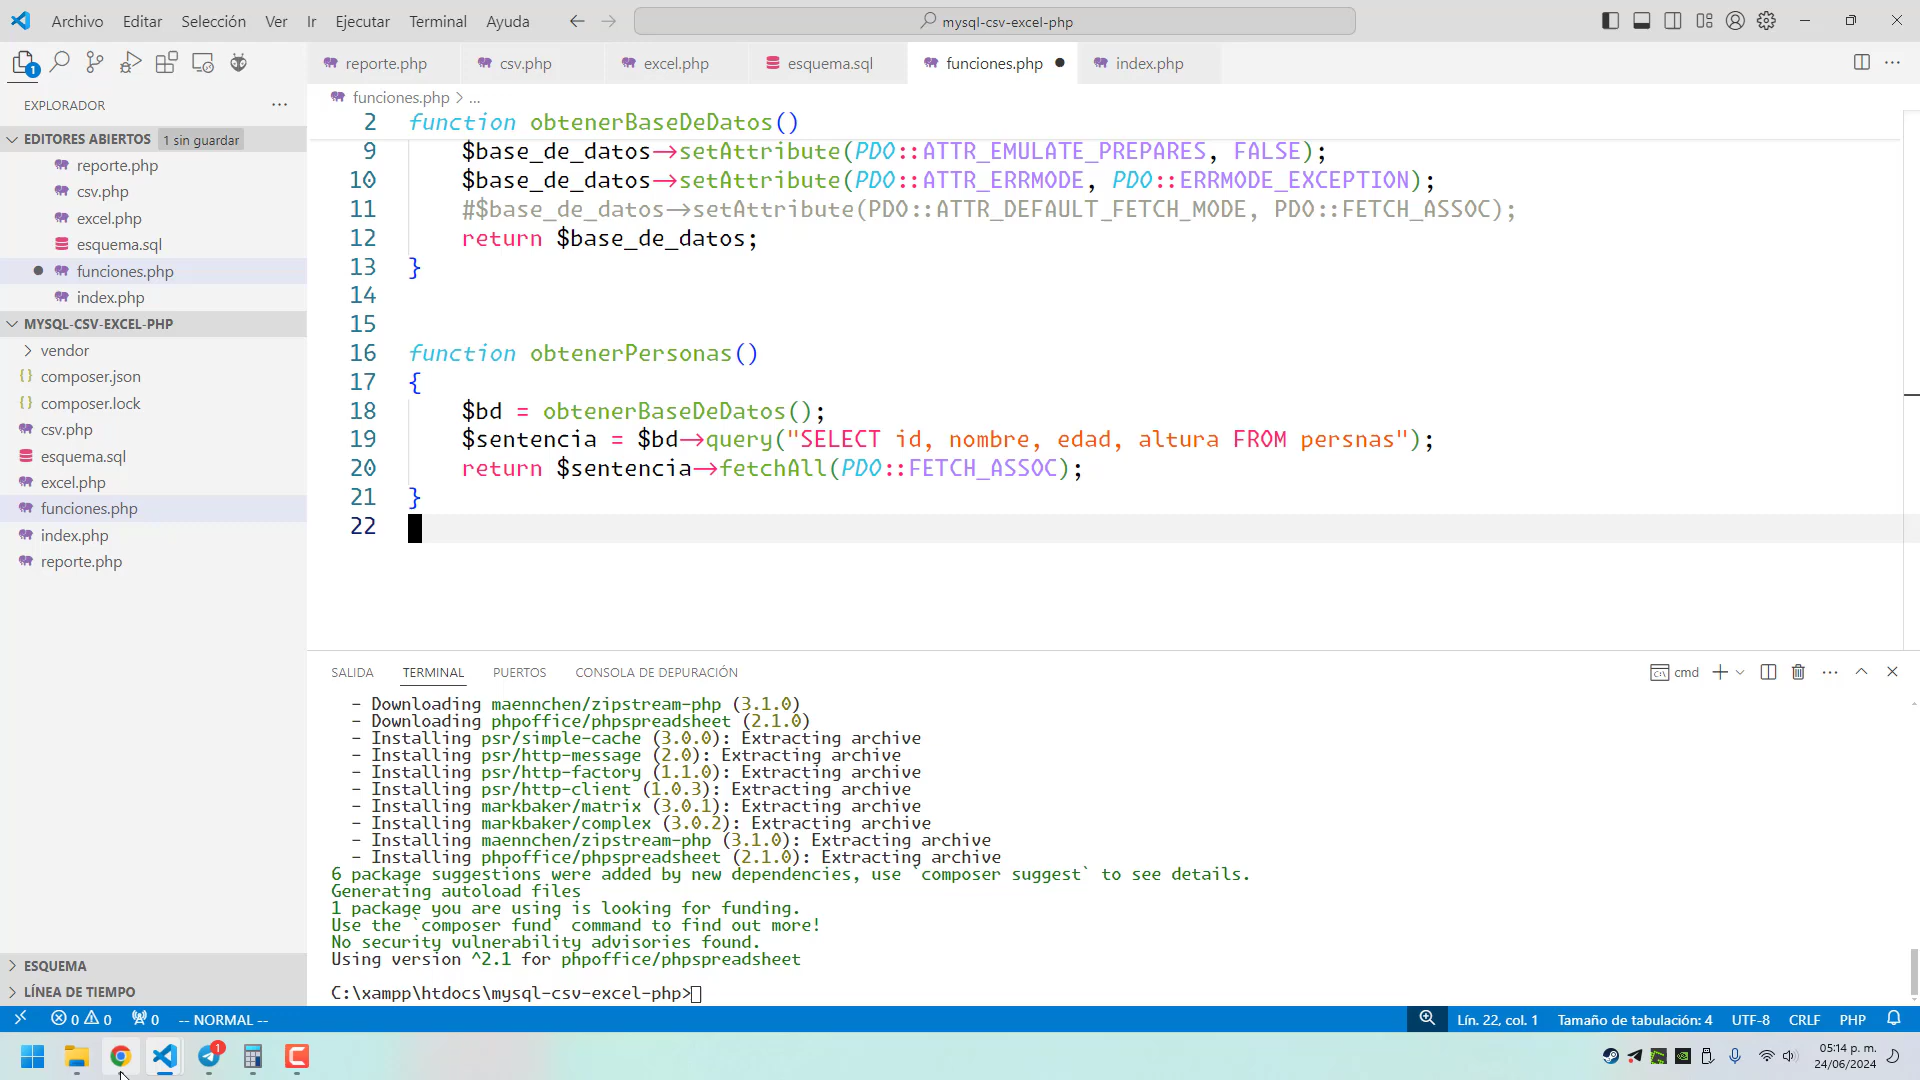 Archivo Editar Selección Ver Ir Ejecutar Terminal Ayuda mysql-csv-excel-php
1
reporte.php csv.php excel.php esquema.sql funciones.php index.php
EXPLORADOR
funciones.php > ...
EDITORES ABIERTOS 1 sin guardar
reporte.php
csv.php
excel.php
esquema.sql
funciones.php
index.php
MYSQL-CSV-EXCEL-PHP
vendor
composer.json
composer.lock
csv.php
esquema.sql
excel.php
funciones.php
index.php
reporte.php
ESQUEMA
LÍNEA DE TIEMPO
2 function obtenerBaseDeDatos()
9 $base_de_datos->setAttribute(PDO::ATTR_EMULATE_PREPARES, FALSE);
10 $base_de_datos->setAttribute(PDO::ATTR_ERRMODE, PDO::ERRMODE_EXCEPTION);
11 #$base_de_datos->setAttribute(PDO::ATTR_DEFAULT_FETCH_MODE, PDO::FETCH_ASSOC);
12 return $base_de_datos;
13 }
14
15
16 function obtenerPersonas()
17 {
18 $bd = obtenerBaseDeDatos();
19 $sentencia = $bd->query("SELECT id, nombre, edad, altura FROM persnas");
20 return $sentencia->fetchAll(PDO::FETCH_ASSOC);
21 }
22
SALIDA TERMINAL PUERTOS CONSOLA DE DEPURACIÓN cmd
- Downloading maennchen/zipstream-php (3.1.0)
- Downloading phpoffice/phpspreadsheet (2.1.0)
- Installing psr/simple-cache (3.0.0): Extracting archive
- Installing psr/http-message (2.0): Extracting archive
- Installing psr/http-factory (1.1.0): Extracting archive
- Installing psr/http-client (1.0.3): Extracting archive
- Installing markbaker/matrix (3.0.1): Extracting archive
- Installing markbaker/complex (3.0.2): Extracting archive
- Installing maennchen/zipstream-php (3.1.0): Extracting archive
- Installing phpoffice/phpspreadsheet (2.1.0): Extracting archive
6 package suggestions were added by new dependencies, use `composer suggest` to see details.
Generating autoload files
1 package you are using is looking for funding.
Use the `composer fund` command to find out more!
No security vulnerability advisories found.
Using version ^2.1 for phpoffice/phpspreadsheet
C:\xampp\htdocs\mysql-csv-excel-php>
0 0 0 -- NORMAL -- Lín. 22, col. 1 Tamaño de tabulación: 4 UTF-8 CRLF PHP
1
05:14 p. m.
24/06/2024